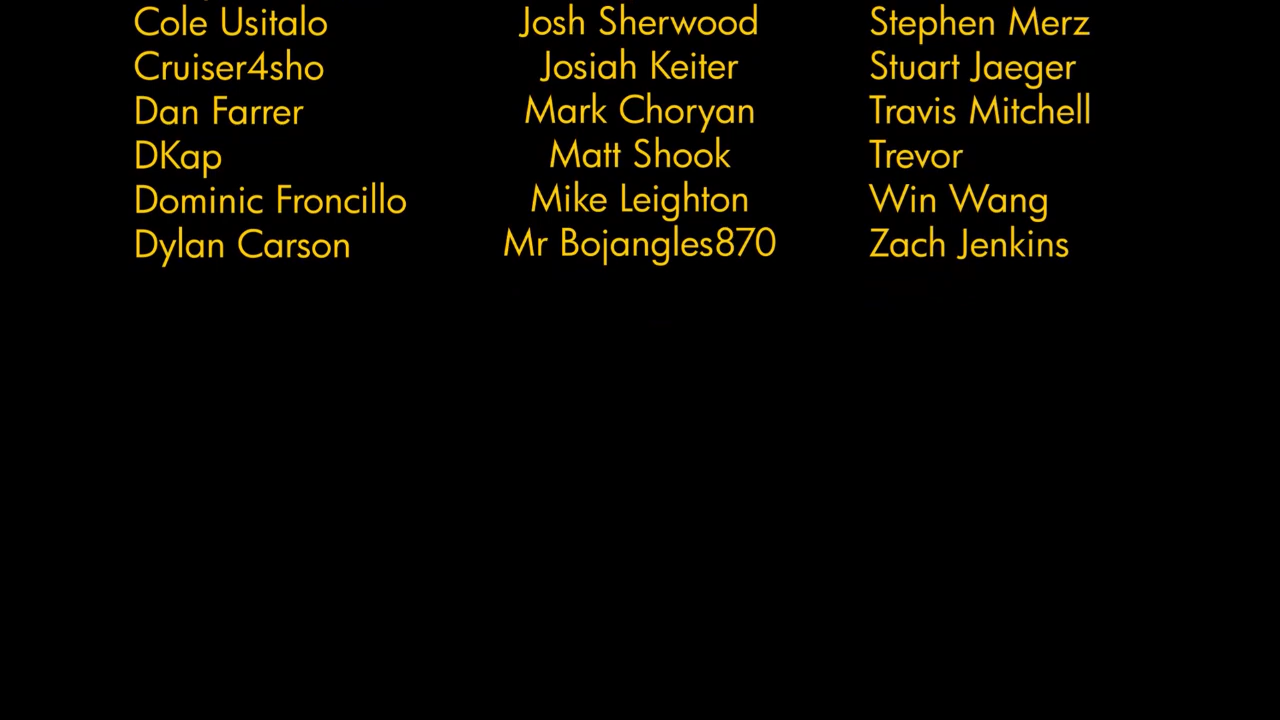 Cole Usitalo
Cruiser4sho
Dan Farrer
DKap
Dominic Froncillo
Dylan Carson
Josh Sherwood
Josiah Keiter
Mark Choryan
Matt Shook
Mike Leighton
Mr Bojangles870
Stephen Merz
Stuart Jaeger
Travis Mitchell
Trevor
Win Wang
Zach Jenkins